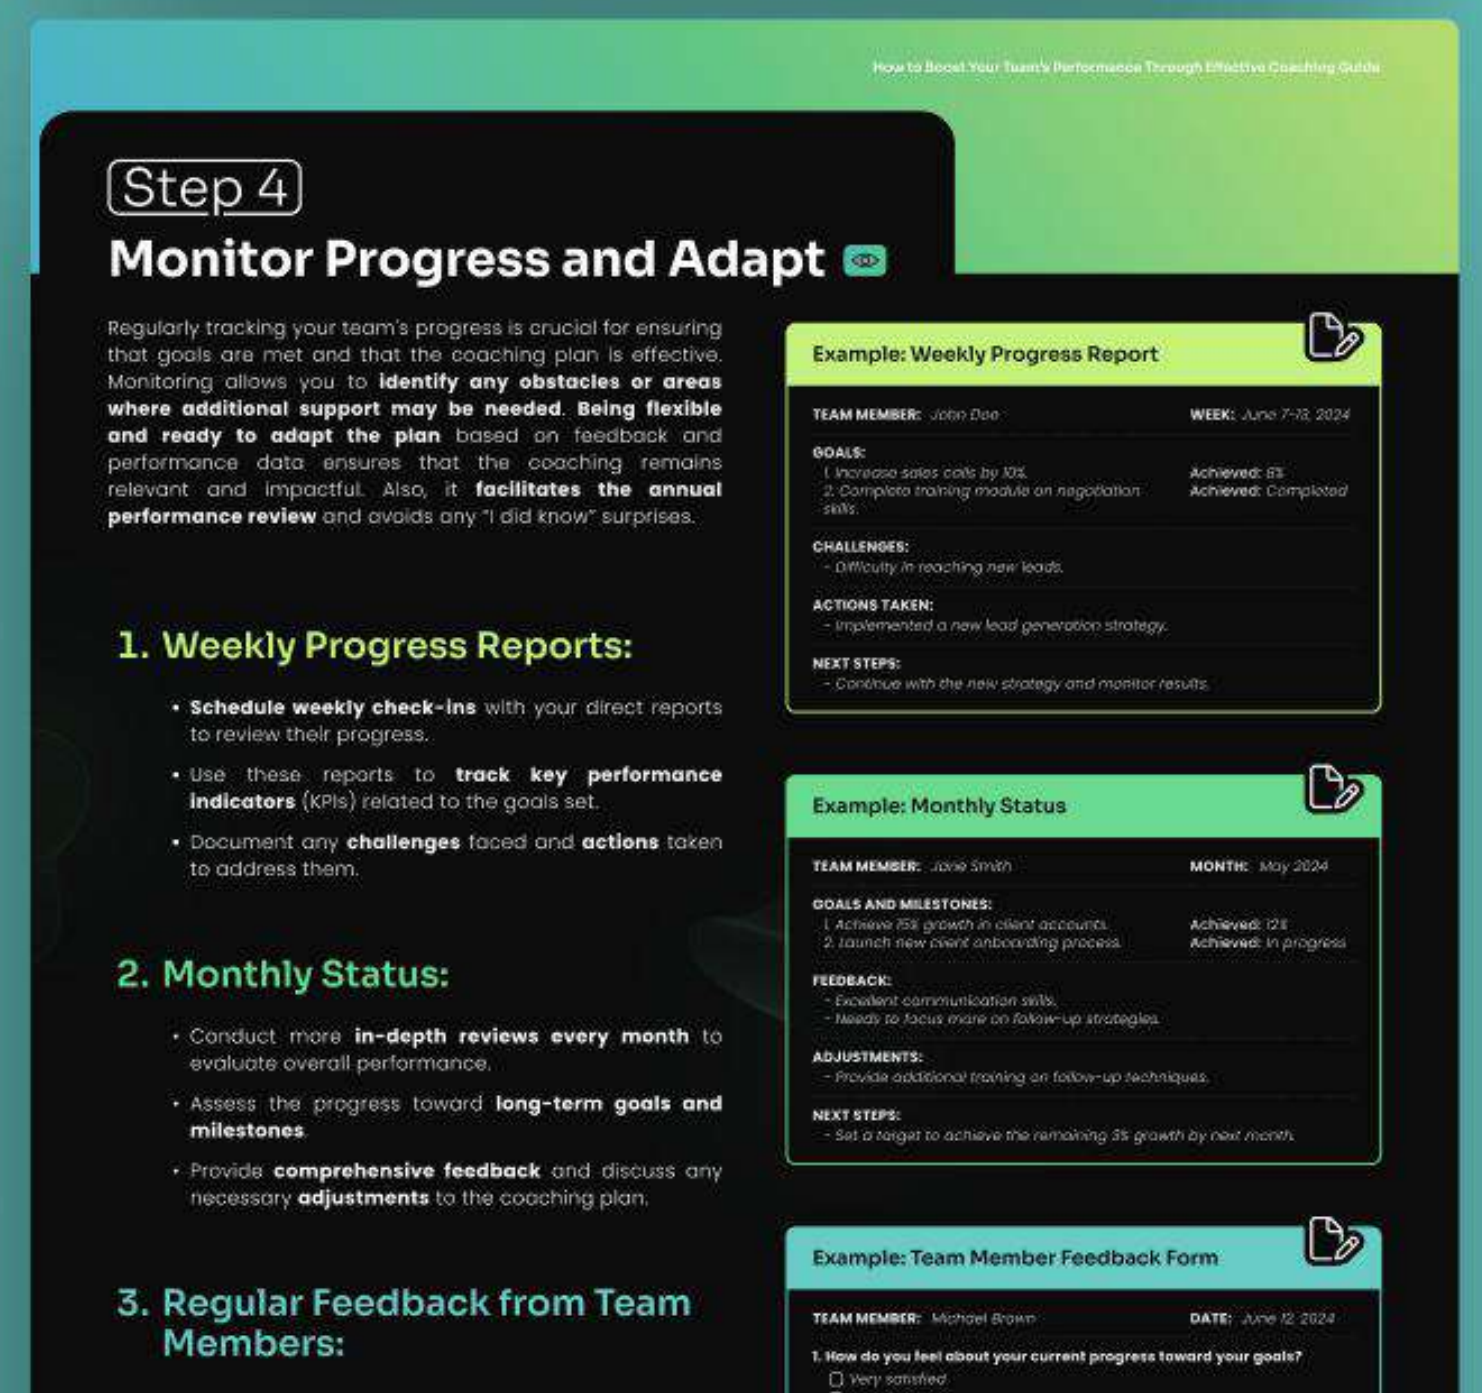 How to Boost Your Team's Performance Through Effective Coaching Guide
Step 4
Monitor Progress and Adapt
Regularly tracking your team's progress is crucial for ensuring
that goals are met and that the coaching plan is effective.
Monitoring allows you to identify any obstacles or areas
where additional support may be needed. Being flexible
and ready to adapt the plan based on feedback and
performance data ensures that the coaching remains
relevant and impactful. Also, it facilitates the annual
performance review and avoids any "I did know" surprises.
1. Weekly Progress Reports:
• Schedule weekly check-ins with your direct reports
to review their progress.
• Use these reports to track key performance
indicators (KPIs) related to the goals set.
• Document any challenges faced and actions taken
to address them.
2. Monthly Status:
• Conduct more in-depth reviews every month to
evaluate overall performance.
• Assess the progress toward long-term goals and
milestones.
• Provide comprehensive feedback and discuss any
necessary adjustments to the coaching plan.
3. Regular Feedback from Team
Members:
Example: Weekly Progress Report
TEAM MEMBER: John Doe WEEK: June 7-13, 2024
GOALS:
1. Increase sales calls by 10%. Achieved: 8%
2. Complete training module on negotiation Achieved: Completed
skills.
CHALLENGES:
- Difficulty in reaching new leads.
ACTIONS TAKEN:
- Implemented a new lead generation strategy.
NEXT STEPS:
- Continue with the new strategy and monitor results.
Example: Monthly Status
TEAM MEMBER: Jane Smith MONTH: May 2024
GOALS AND MILESTONES:
1. Achieve 15% growth in client accounts. Achieved: 12%
2. Launch new client onboarding process. Achieved: In progress
FEEDBACK:
- Excellent communication skills.
- Needs to focus more on follow-up strategies.
ADJUSTMENTS:
- Provide additional training on follow-up techniques.
NEXT STEPS:
- Set a target to achieve the remaining 3% growth by next month.
Example: Team Member Feedback Form
TEAM MEMBER: Michael Brown DATE: June 12, 2024
1. How do you feel about your current progress toward your goals?
Very satisfied